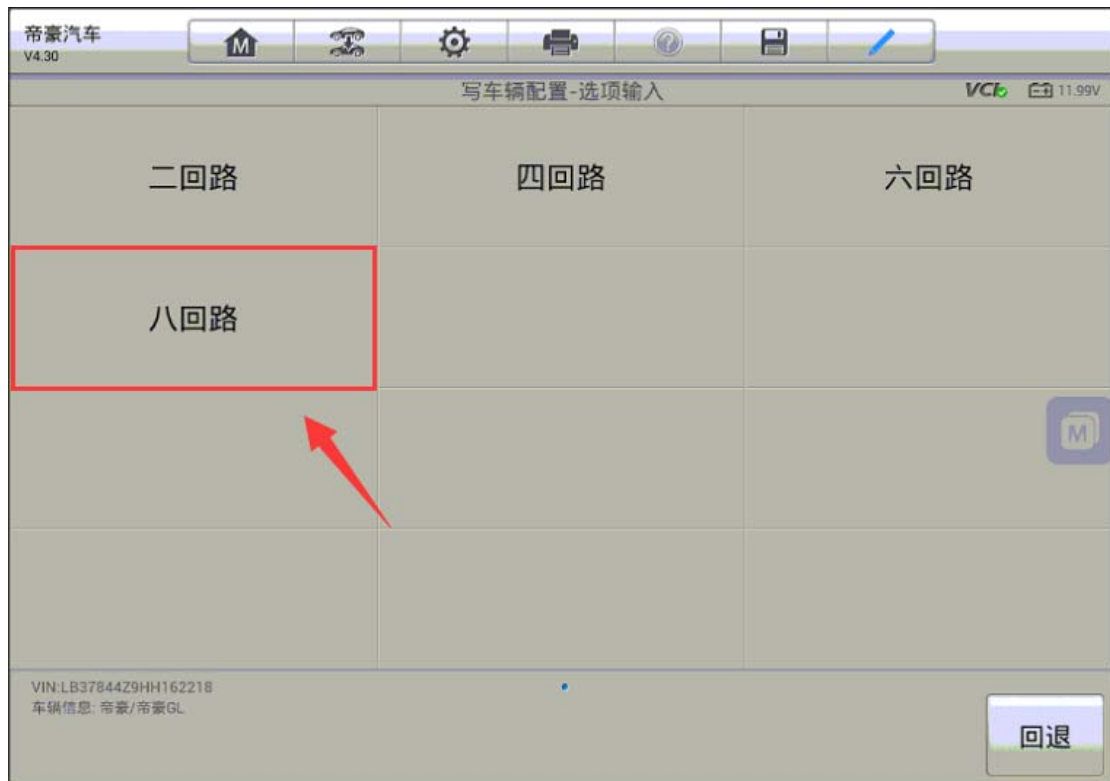 帝豪汽车
V4.30
M
写车辆配置-选项输入
VCI
11.99V
二回路
四回路
六回路
八回路
M
VIN:LB37844Z9HH162218
车辆信息: 帝豪/帝豪GL
回退